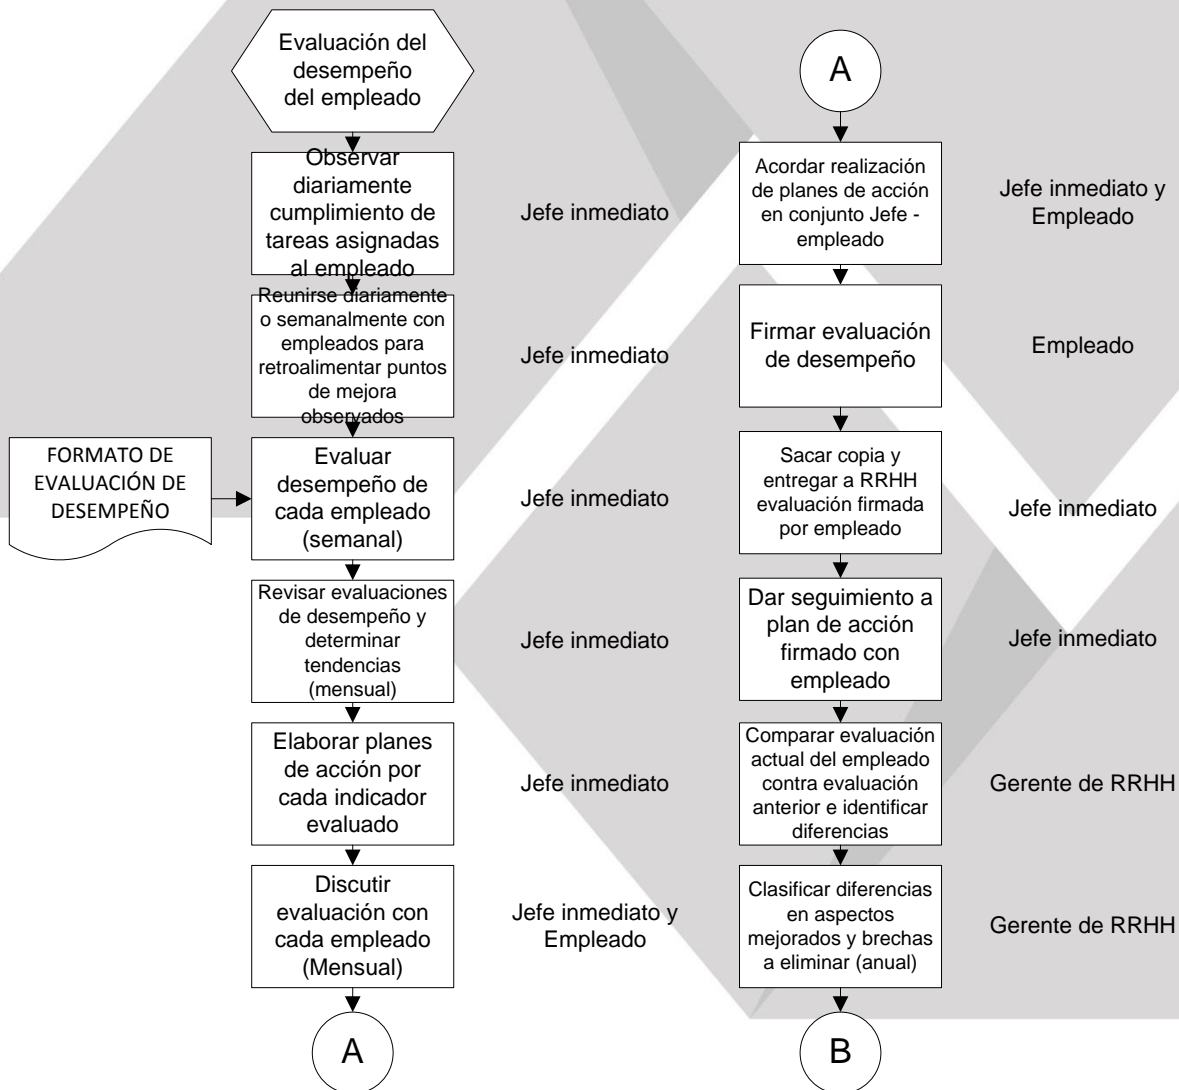 Evaluación del
desempeño
del empleado
Observar
diariamente
cumplimiento de
tareas asignadas
al empleado
Jefe inmediato
Reunirse diariamente
o semanalmente con
empleados para
retroalimentar puntos
de mejora
observados
Jefe inmediato
FORMATO DE
EVALUACIÓN DE
DESEMPEÑO
Evaluar
desempeño de
cada empleado
(semanal)
Jefe inmediato
Revisar evaluaciones
de desempeño y
determinar
tendencias
(mensual)
Jefe inmediato
Elaborar planes
de acción por
cada indicador
evaluado
Jefe inmediato
Discutir
evaluación con
cada empleado
(Mensual)
Jefe inmediato y
Empleado
A
A
Acordar realización
de planes de acción
en conjunto Jefe -
empleado
Jefe inmediato y
Empleado
Firmar evaluación
de desempeño
Empleado
Sacar copia y
entregar a RRHH
evaluación firmada
por empleado
Jefe inmediato
Dar seguimiento a
plan de acción
firmado con
empleado
Jefe inmediato
Comparar evaluación
actual del empleado
contra evaluación
anterior e identificar
diferencias
Gerente de RRHH
Clasificar diferencias
en aspectos
mejorados y brechas
a eliminar (anual)
Gerente de RRHH
B